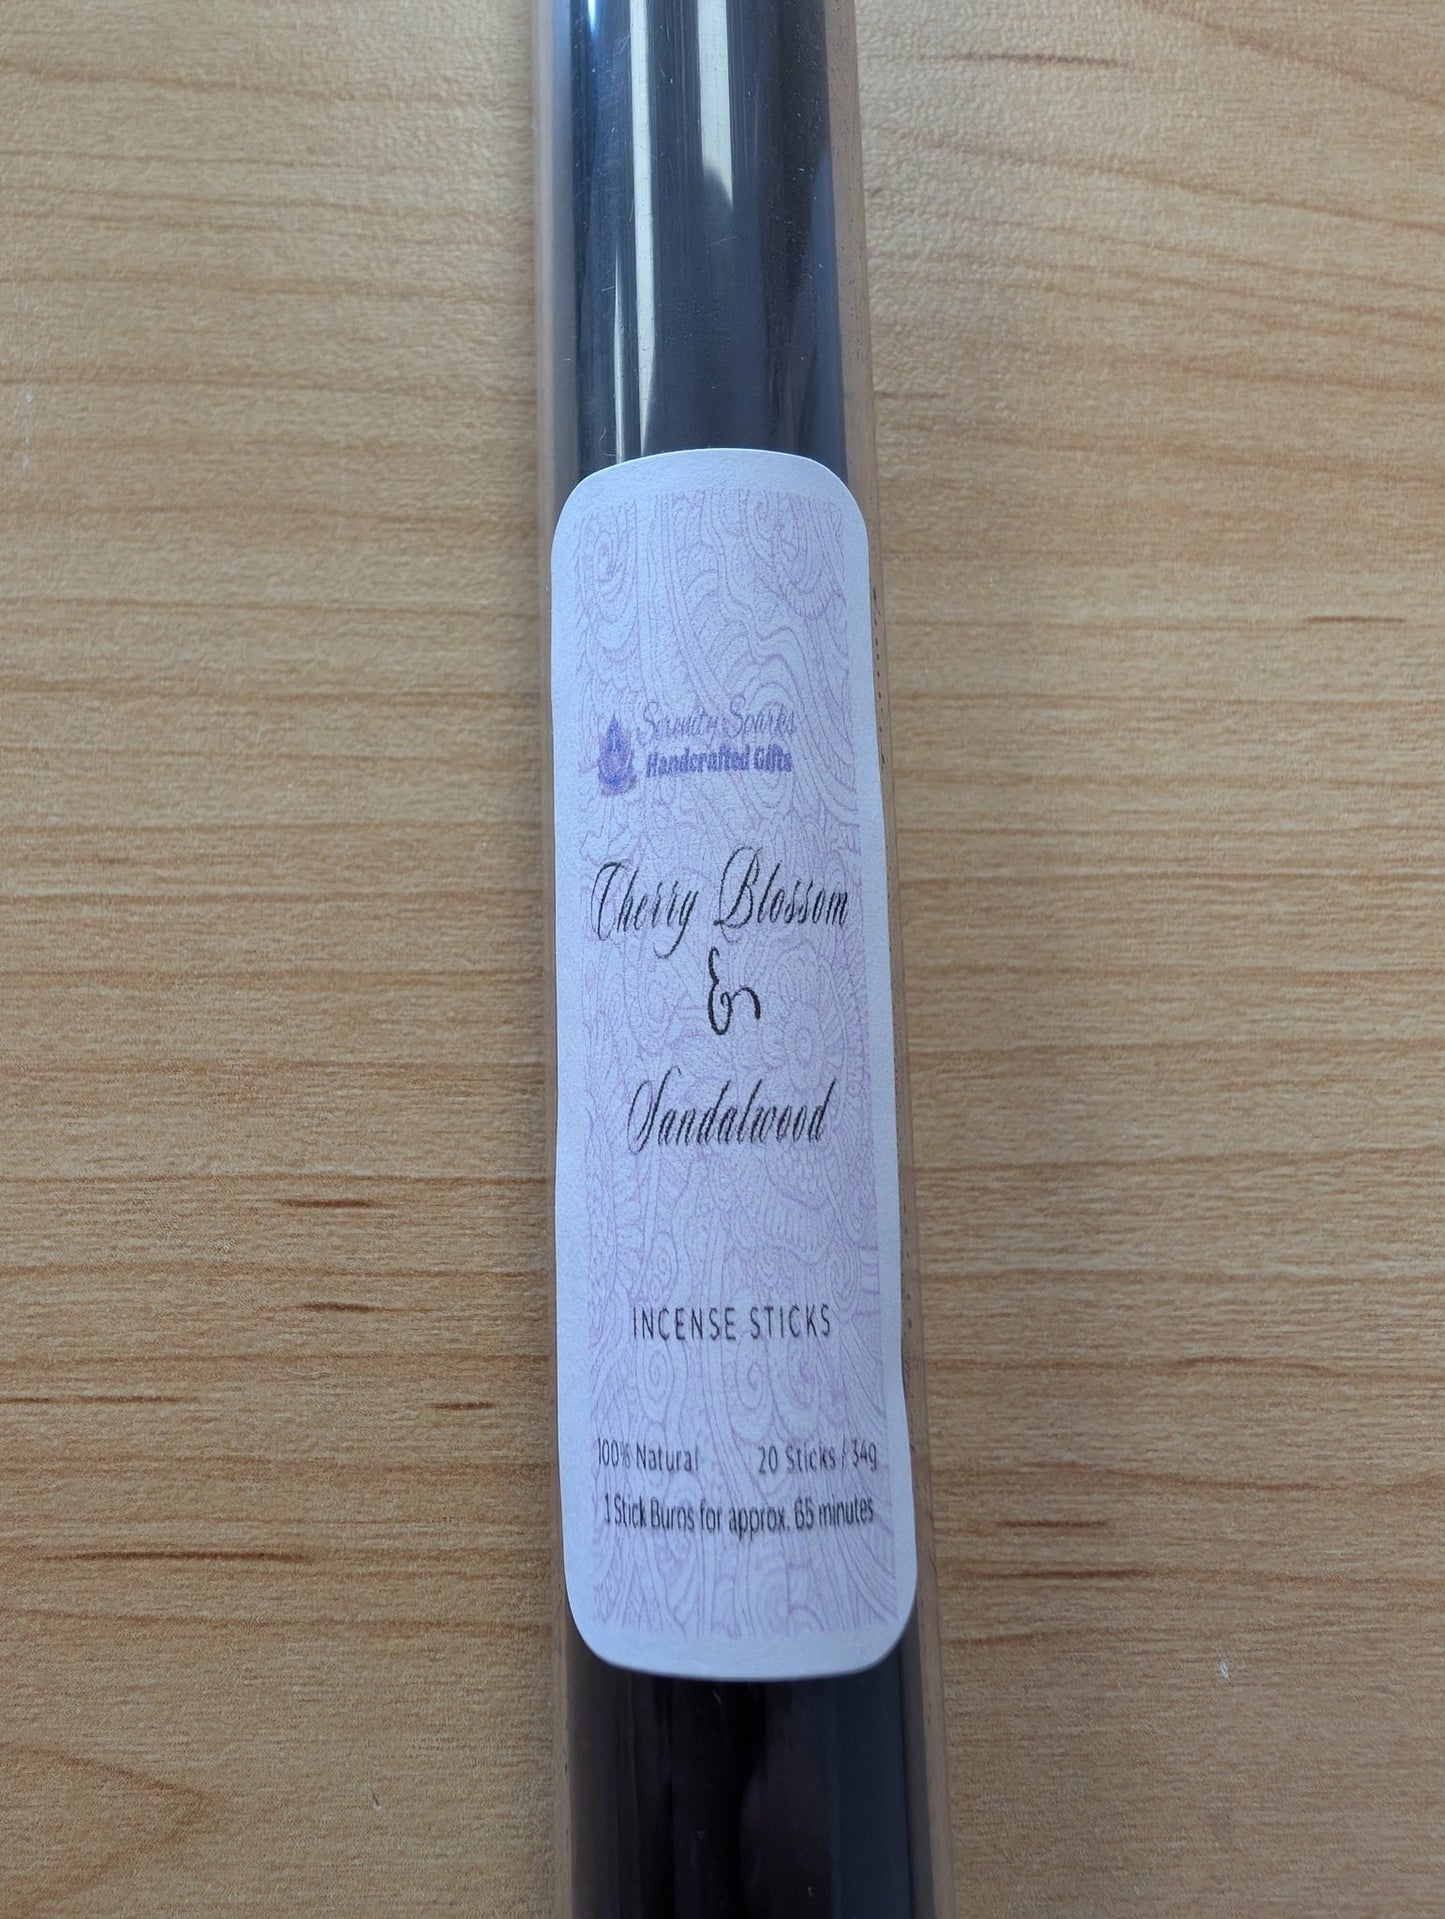 Serenity Sparks
Handcrafted Gifts
Cherry Blossom
&
Sandalwood
INCENSE STICKS
100% Natural 20 Sticks / 34g
1 Stick Burns for approx. 65 minutes